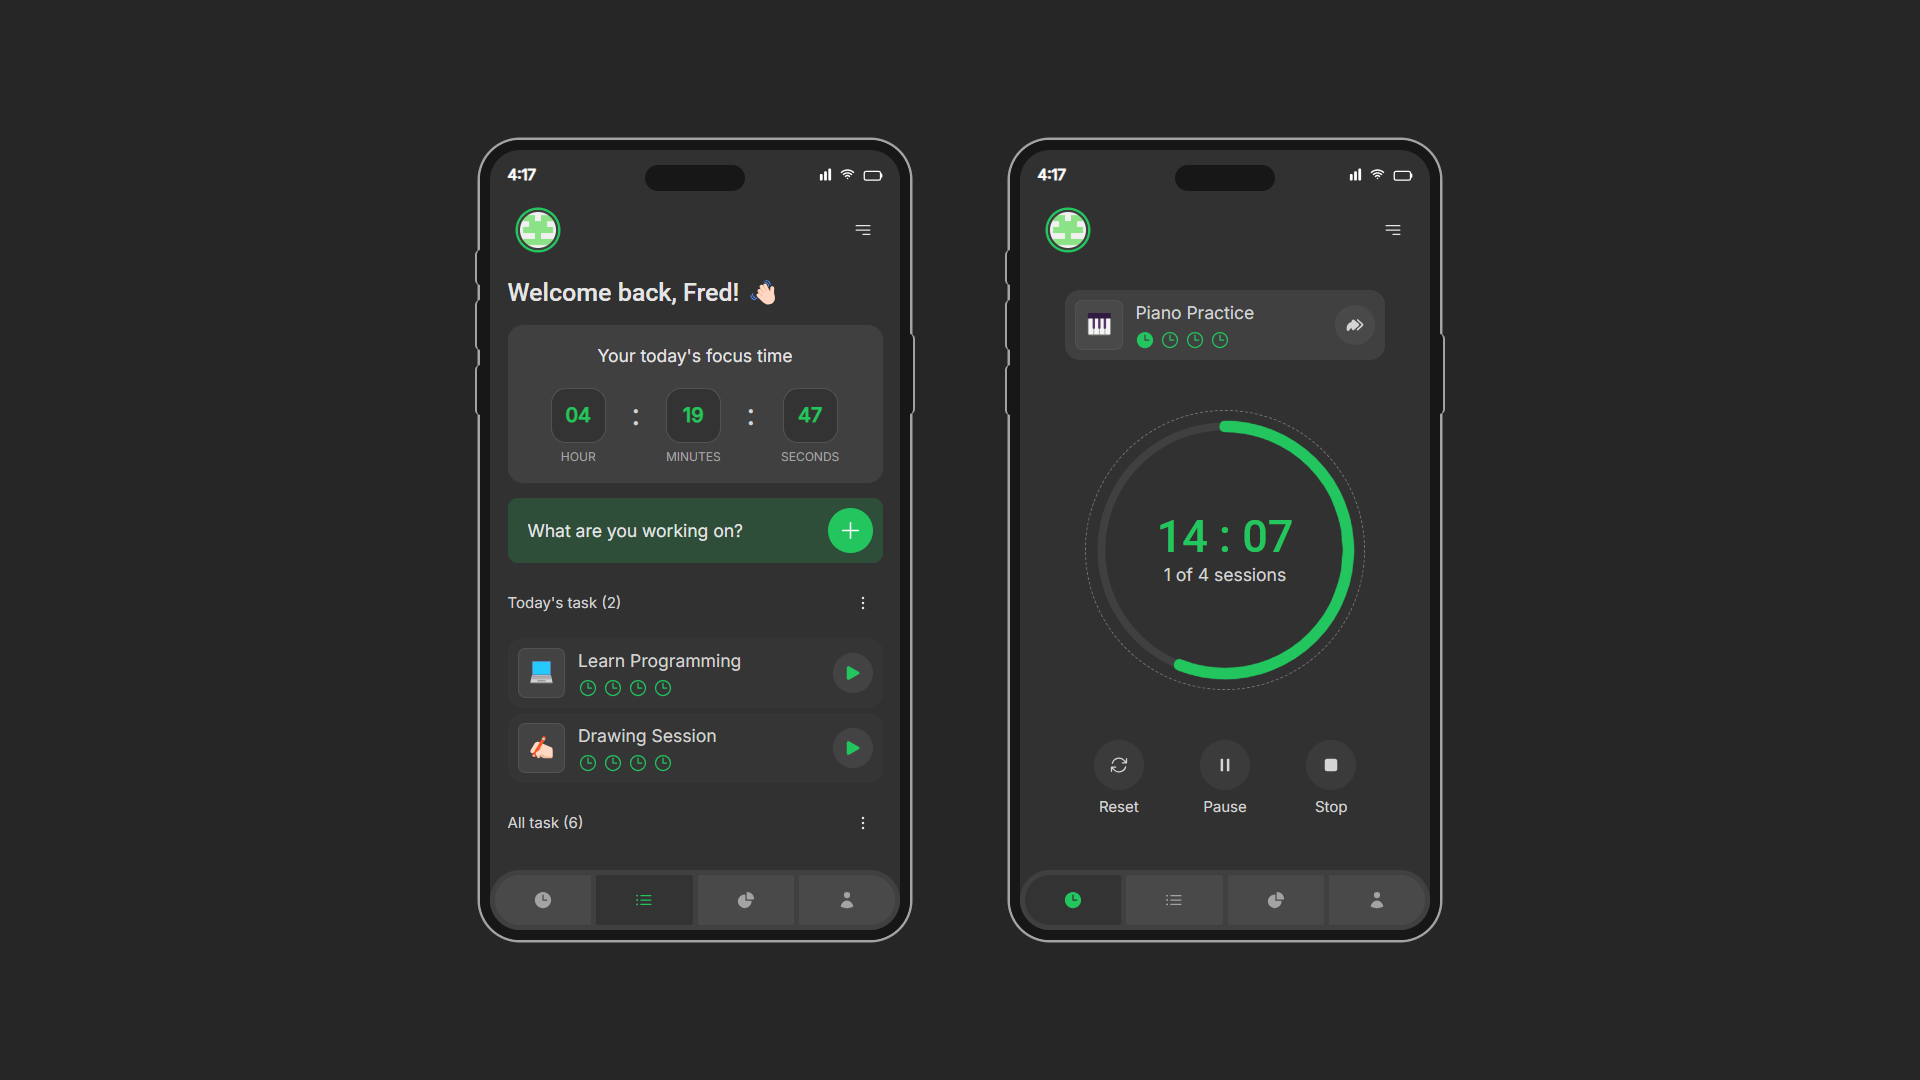 4:17
Welcome back, Fred!
Your today's focus time
04 : 19 : 47
HOUR MINUTES SECONDS
What are you working on?
Today's task (2)
Learn Programming
Drawing Session
All task (6)
4:17
Piano Practice
14 : 07
1 of 4 sessions
Reset Pause Stop